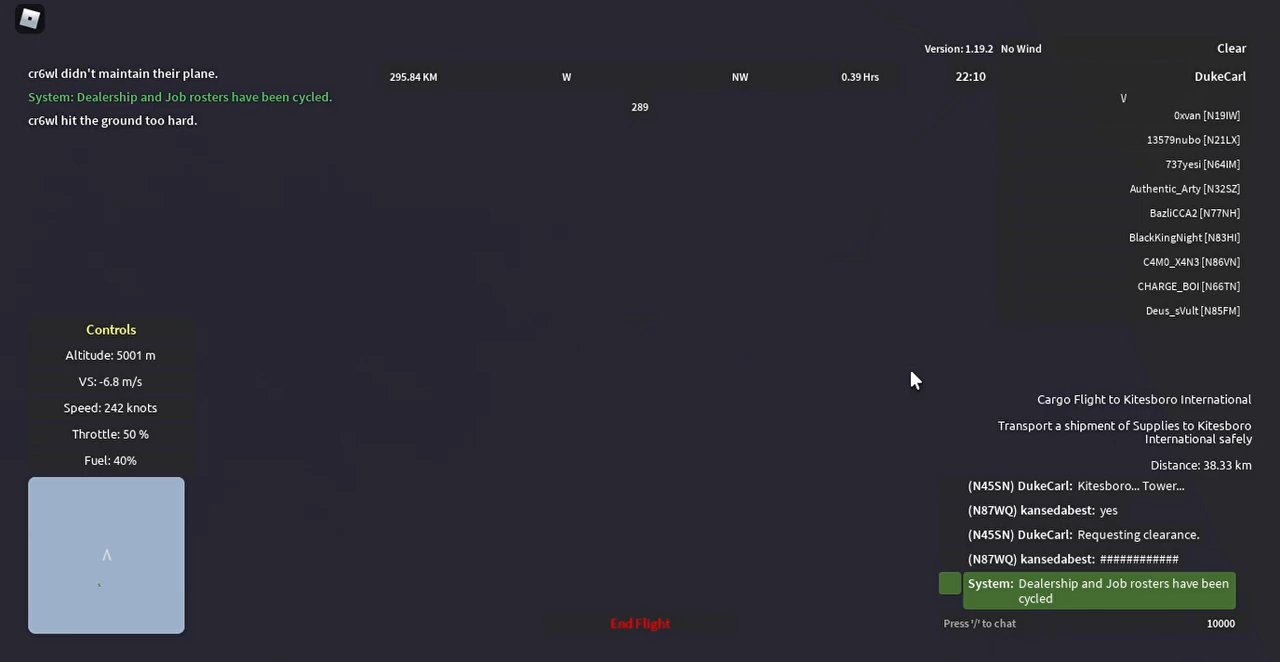 Version: 1.19.2 No Wind Clear
cr6wl didn't maintain their plane.
295.84 KM W NW 0.39 Hrs 22:10 DukeCarl
System: Dealership and Job rosters have been cycled.
V
289
cr6wl hit the ground too hard.
0xvan [N19IW]
13579nubo [N21LX]
737yesi [N64IM]
Authentic_Arty [N32SZ]
BazliCCA2 [N77NH]
BlackKingNight [N83HI]
C4M0_X4N3 [N86VN]
CHARGE_BOI [N66TN]
Deus_sVult [N85FM]
Controls
Altitude: 5001 m
VS: -6.8 m/s
Speed: 242 knots
Throttle: 50 %
Fuel: 40%
Cargo Flight to Kitesboro International
Transport a shipment of Supplies to Kitesboro
International safely
Distance: 38.33 km
(N45SN) DukeCarl: Kitesboro... Tower...
(N87WQ) kansedabest: yes
(N45SN) DukeCarl: Requesting clearance.
(N87WQ) kansedabest: ############
System: Dealership and Job rosters have been
cycled
End Flight
Press '/' to chat 10000